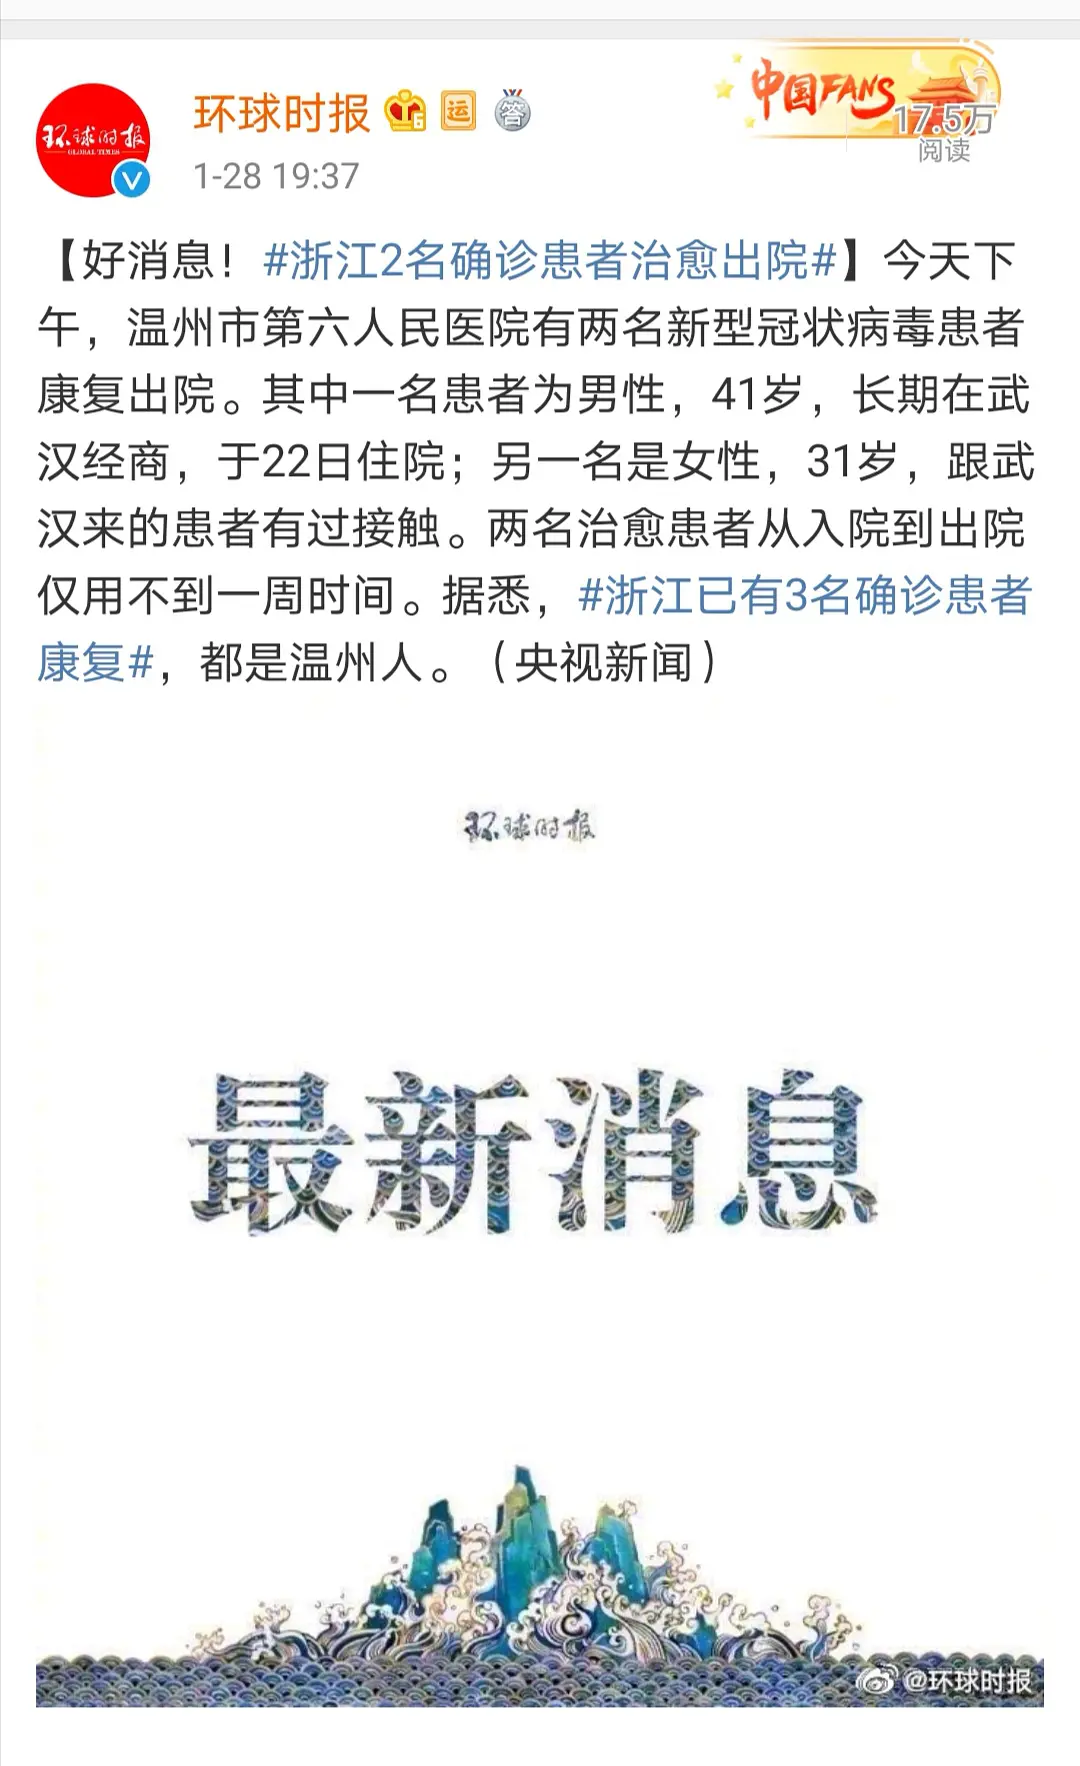 中国FANS
环球时报
GLOBAL TIMES
环球时报
运
答
17.5万
阅读
1-28 19:37
【好消息！#浙江2名确诊患者治愈出院#】今天下
午，温州市第六人民医院有两名新型冠状病毒患者
康复出院。其中一名患者为男性，41岁，长期在武
汉经商，于22日住院；另一名是女性，31岁，跟武
汉来的患者有过接触。两名治愈患者从入院到出院
仅用不到一周时间。据悉，#浙江已有3名确诊患者
康复#，都是温州人。（央视新闻）
环球时报
最新消息
@环球时报